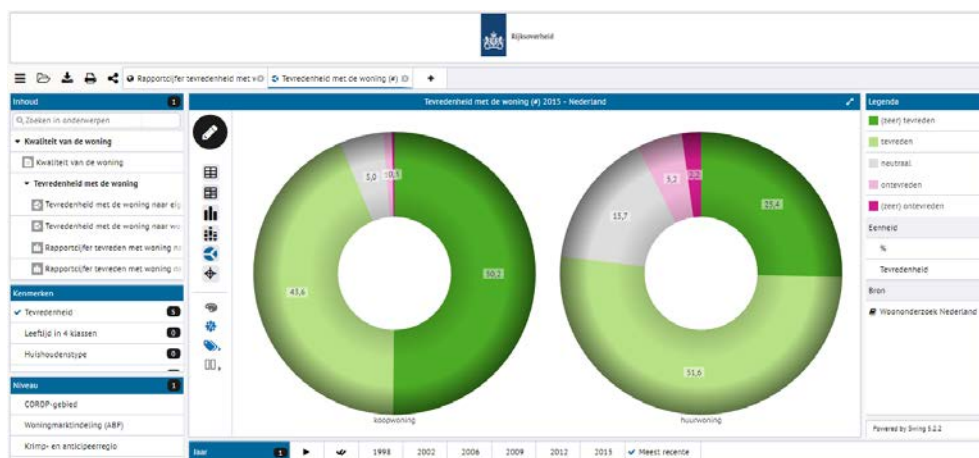 Rijksoverheid
Rapportcijfer tevredenheid met v
Tevredenheid met de woning (#)
+
Inhoud 1
Zoeken in onderwerpen
Kwaliteit van de woning
Kwaliteit van de woning
Tevredenheid met de woning
Tevredenheid met de woning naar eig
Tevredenheid met de woning naar wo
Rapportcijfer tevreden met woning na
Rapportcijfer tevreden met woning na
Kenmerken
Tevredenheid 5
Leeftijd in 4 klassen 0
Huishoudenstype 0
Niveau 1
COROP-gebied
Woningmarktindeling (ABF)
Krimp- en anticipeerregio
Tevredenheid met de woning (#) 2015 - Nederland
5,0
43,6
50,2
koopwoning
13,7
5,2
2,2
25,4
51,6
huurwoning
Jaar 1
1998 2002 2006 2009 2012 2015 Meest recente
Legenda
(zeer) tevreden
tevreden
neutraal
ontevreden
(zeer) ontevreden
Eenheid
%
Tevredenheid
Bron
Woononderzoek Nederland
Powered by Swing 5.2.2